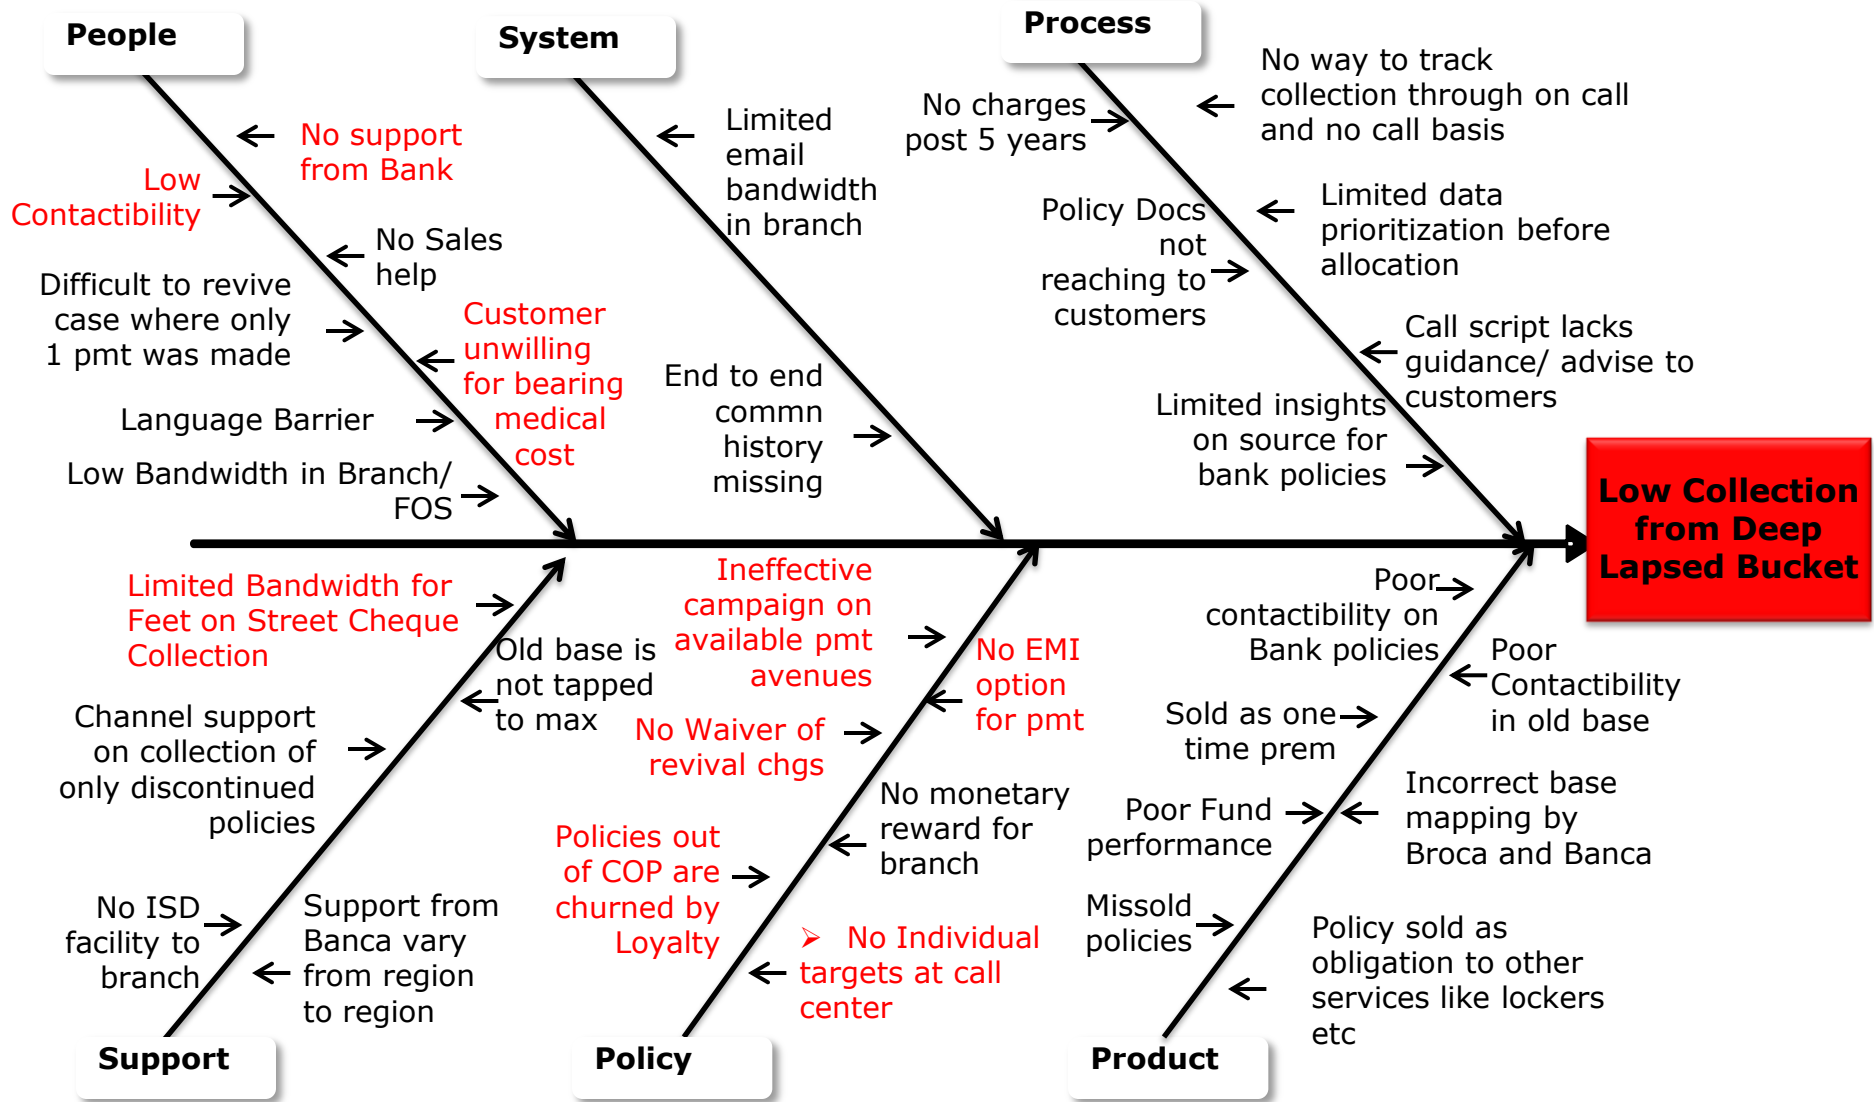 People
System
Process
No support
from Bank
Low
Contactibility
No Sales
help
Difficult to revive
case where only
1 pmt was made
Customer
unwilling
for bearing
medical
cost
Language Barrier
Low Bandwidth in Branch/
FOS
Limited
email
bandwidth
in branch
End to end
commn
history
missing
No charges
post 5 years
No way to track
collection through on call
and no call basis
Policy Docs
not
reaching to
customers
Limited data
prioritization before
allocation
Call script lacks
guidance/ advise to
customers
Limited insights
on source for
bank policies
Low Collection
from Deep
Lapsed Bucket
Limited Bandwidth for
Feet on Street Cheque
Collection
Old base is
not tapped
to max
Channel support
on collection of
only discontinued
policies
No ISD
facility to
branch
Support from
Banca vary
from region
to region
Ineffective
campaign on
available pmt
avenues
No EMI
option
for pmt
No Waiver of
revival chgs
No monetary
reward for
branch
Policies out
of COP are
churned by
Loyalty
➢ No Individual
targets at call
center
Poor
contactibility on
Bank policies
Poor
Contactibility
in old base
Sold as one
time prem
Poor Fund
performance
Incorrect base
mapping by
Broca and Banca
Missold
policies
Policy sold as
obligation to other
services like lockers
etc
Support
Policy
Product